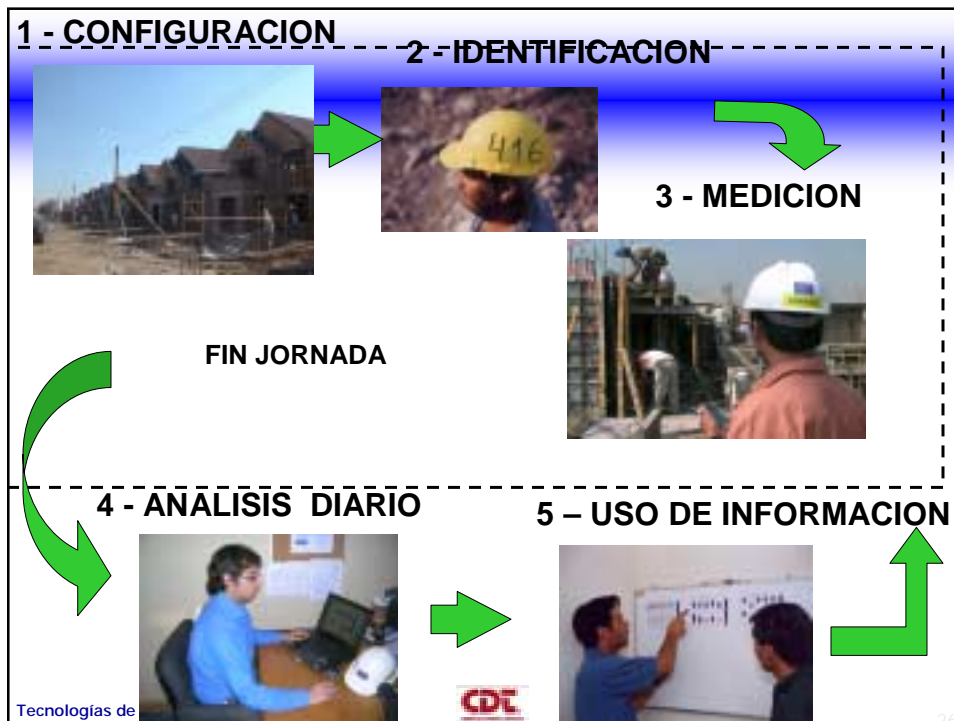 1 - CONFIGURACION
2 - IDENTIFICACION
416
3 - MEDICION
FIN JORNADA
4 - ANALISIS  DIARIO
5 – USO DE INFORMACION
Tecnologías de
CDT
26